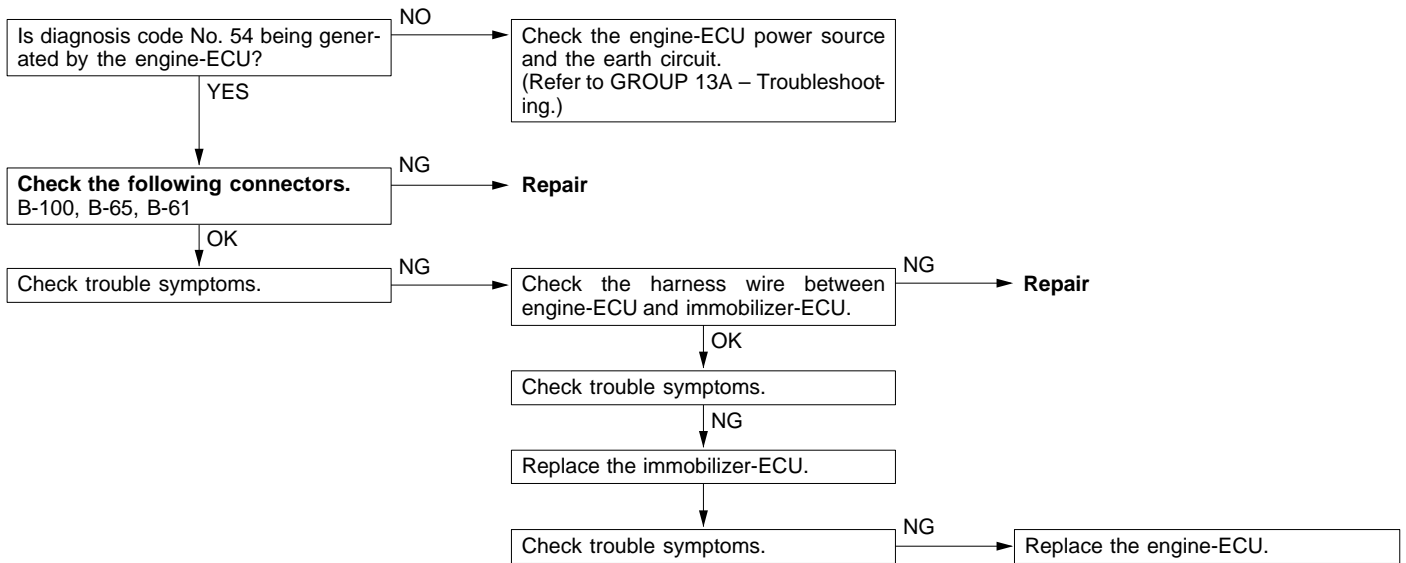 Is diagnosis code No. 54 being gener-
ated by the engine-ECU?
NO
Check the engine-ECU power source
and the earth circuit.
(Refer to GROUP 13A – Troubleshoot-
ing.)
YES
Check the following connectors.
B-100, B-65, B-61
NG
Repair
OK
Check trouble symptoms.
NG
Check the harness wire between
engine-ECU and immobilizer-ECU.
NG
Repair
OK
Check trouble symptoms.
NG
Replace the immobilizer-ECU.
Check trouble symptoms.
NG
Replace the engine-ECU.